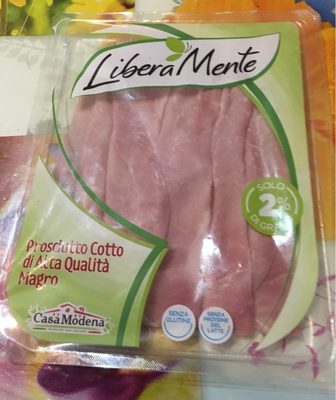 LiberaMente
SOLO
2%
DI GRASSI
Prosciutto Cotto
di Alta Qualità
Magro
CasaModena
SENZA
GLUTINE
SENZA
PROTEINE
DEL
LATTE